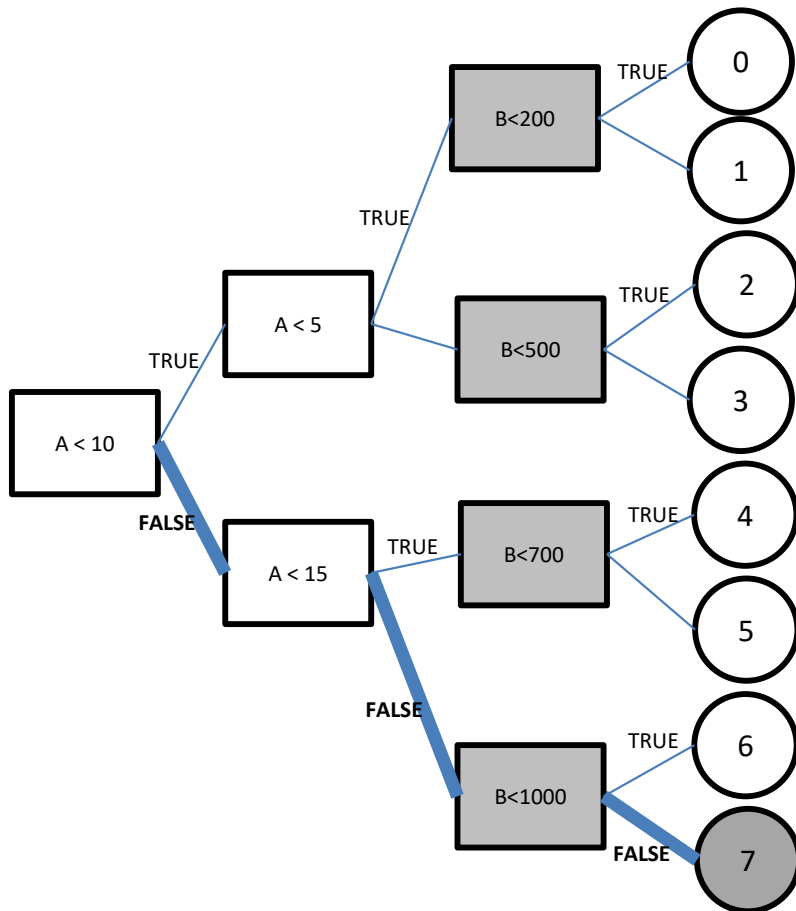 TRUE
0
B<200
1
TRUE
TRUE
2
A < 5
B<500
TRUE
3
A < 10
FALSE
TRUE
4
A < 15
TRUE
B<700
5
FALSE
TRUE
6
B<1000
FALSE
7